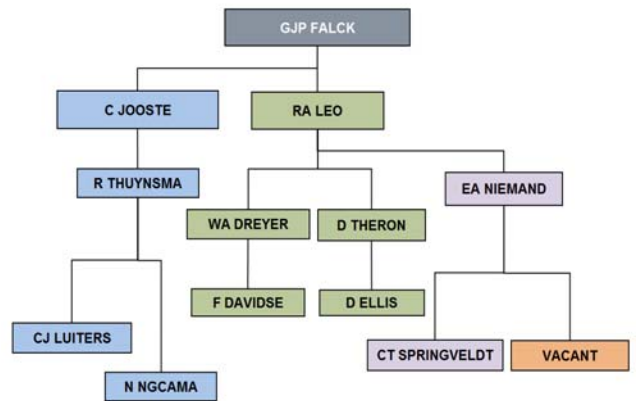 GJP FALCK
C JOOSTE
RA LEO
R THUYNSMA
EA NIEMAND
WA DREYER
D THERON
F DAVIDSE
D ELLIS
CJ LUITERS
CT SPRINGVELDT
VACANT
N NGCAMA